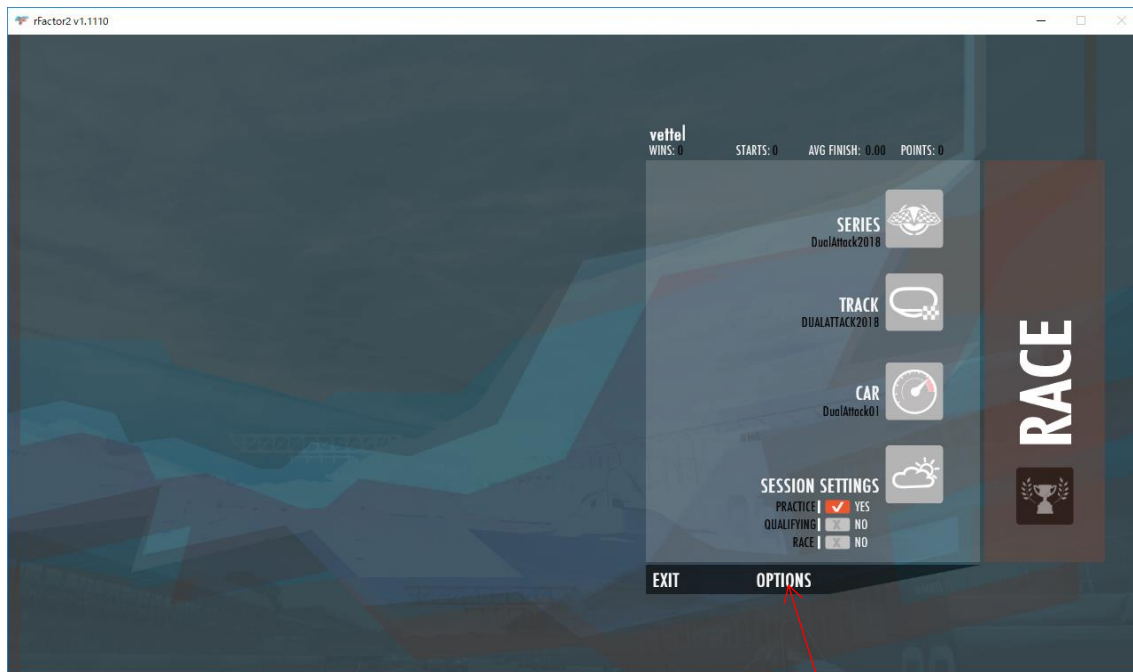 rFactor2 v1.1110
vettel
WINS: 0 STARTS: 0 AVG FINISH: 0.00 POINTS: 0
SERIES
DualAttack2018
TRACK
DUALATTACK2018
CAR
DualAttack01
SESSION SETTINGS
PRACTICE YES
QUALIFYING X NO
RACE X NO
RACE
EXIT OPTIONS